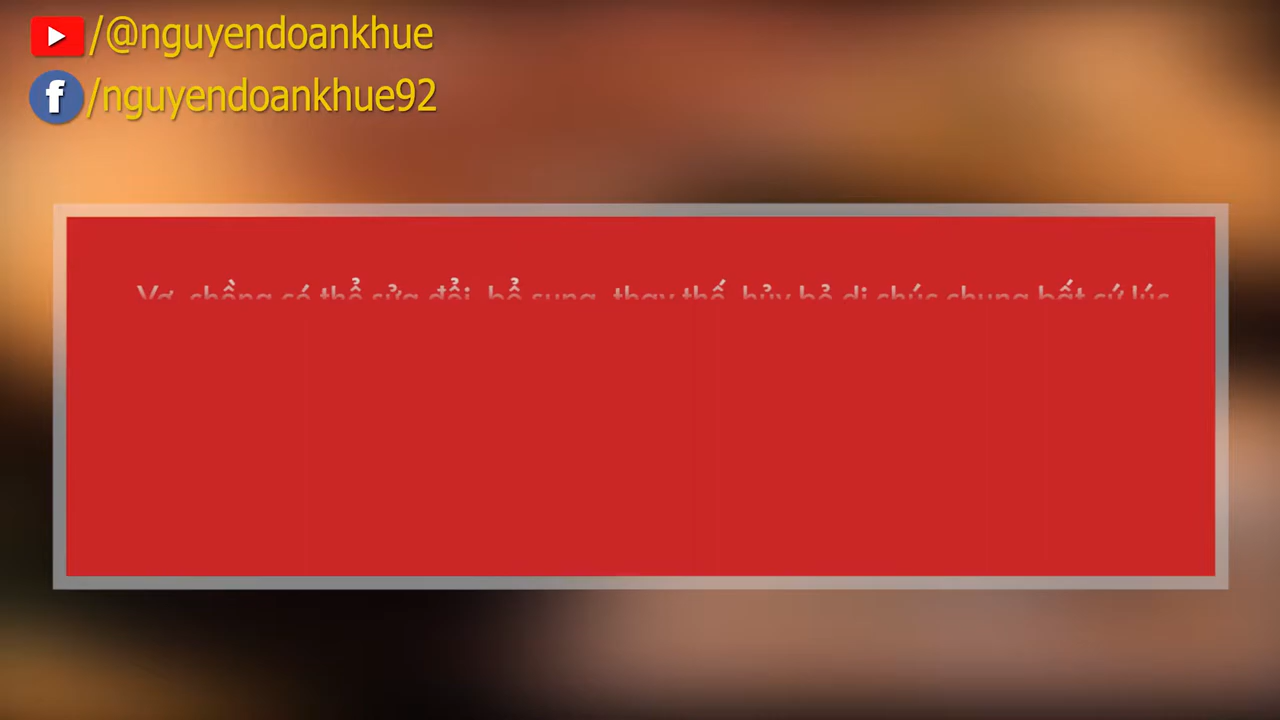 /@nguyendoankhue
/nguyendoankhue92
Vợ, chồng có thể sửa đổi, bổ sung, thay thế, hủy bỏ di chúc chung bất cứ lúc